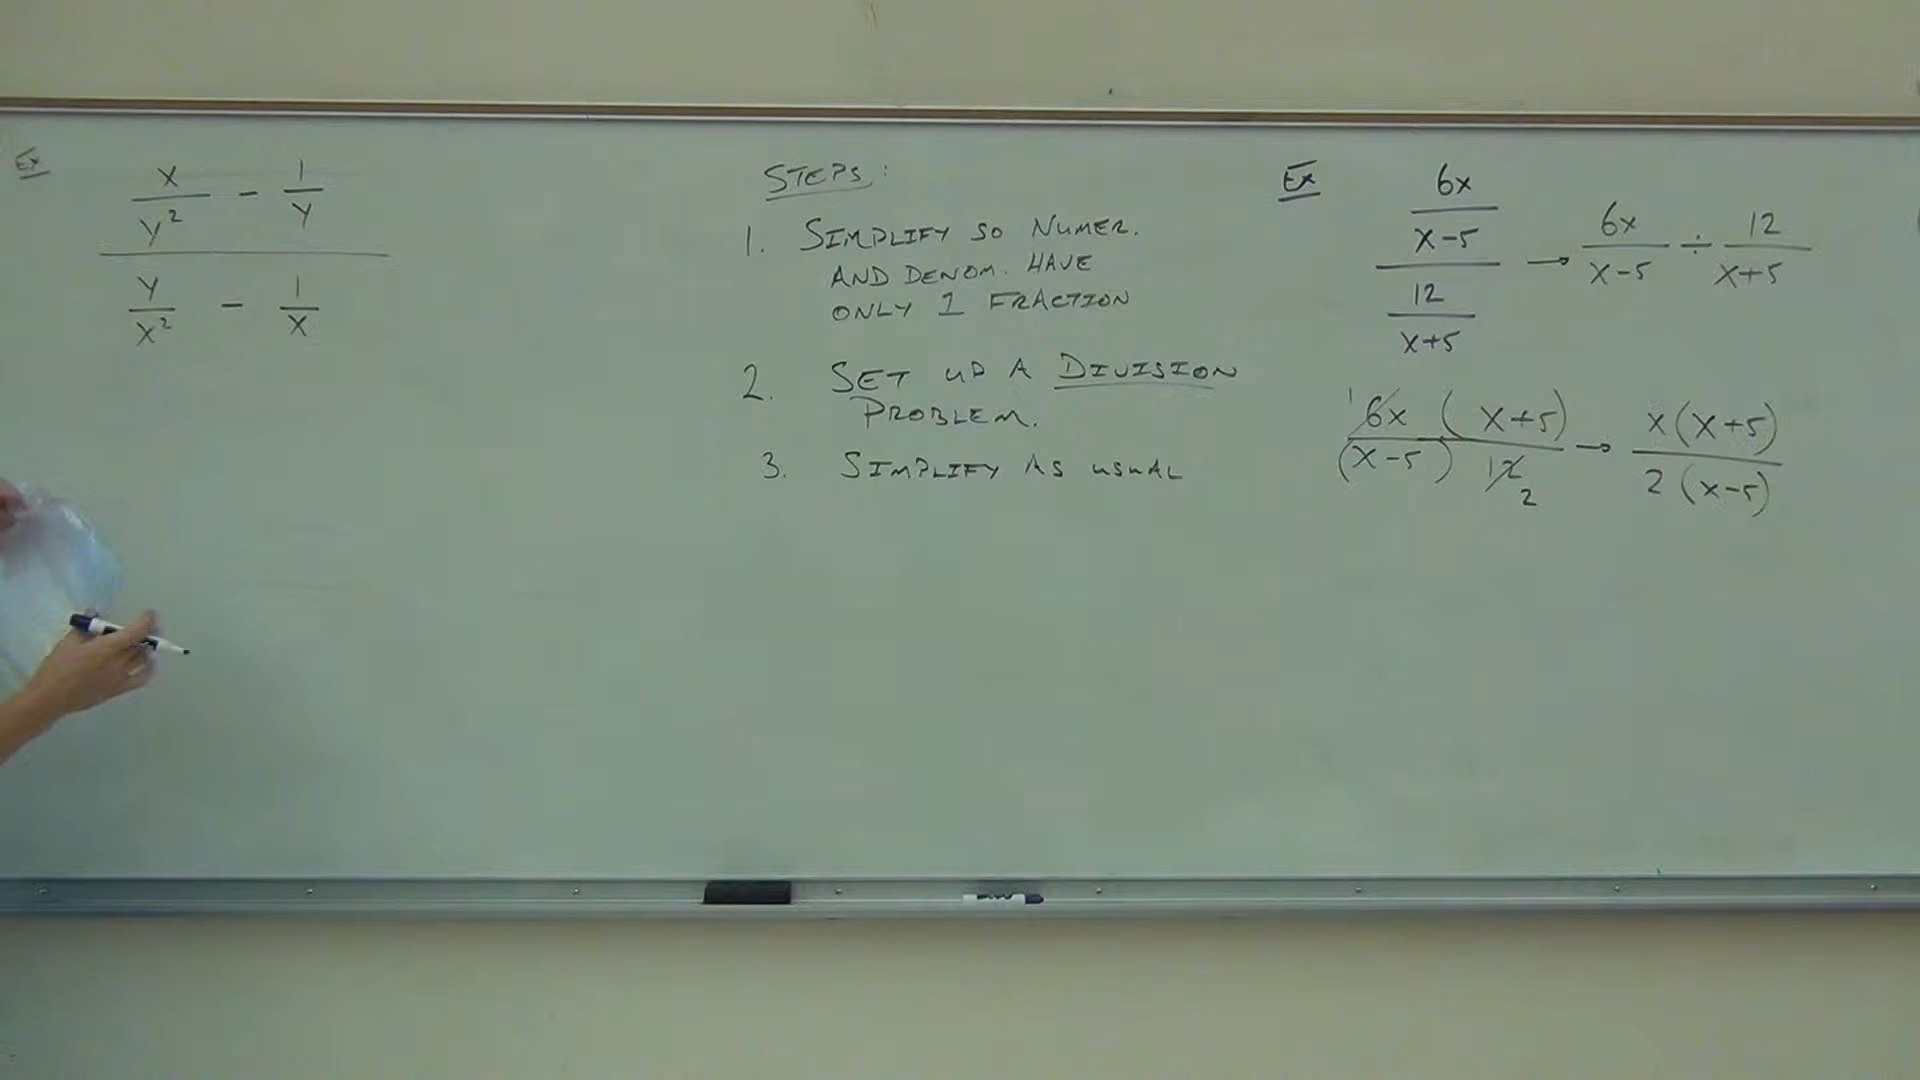 Ex
x/y² - 1/y
y/x² - 1/x
STEPS:
1. SIMPLIFY SO NUMER.
AND DENOM. HAVE
ONLY 1 FRACTION
2. SET UP A DIVISION
PROBLEM.
3. SIMPLIFY AS USUAL
Ex
6x/x-5 / 12/x+5 → 6x/x-5 ÷ 12/x+5
1 6x (x+5) / (x-5) 12 2 → x(x+5) / 2(x-5)